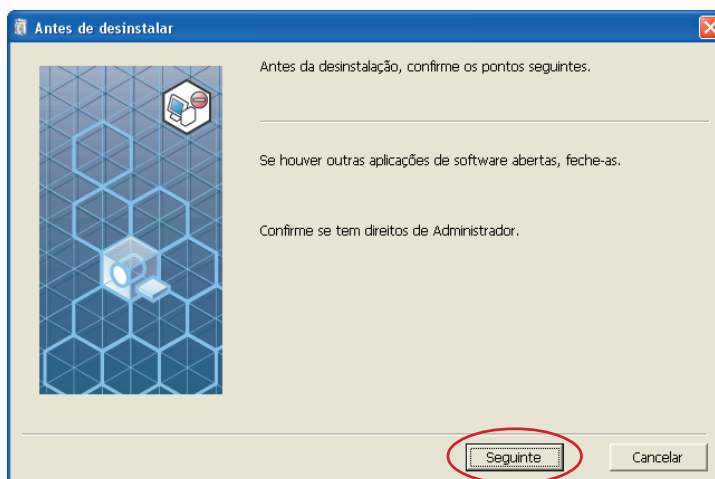 Antes de desinstalar
Antes da desinstalação, confirme os pontos seguintes.
Se houver outras aplicações de software abertas, feche-as.
Confirme se tem direitos de Administrador.
Seguinte
Cancelar